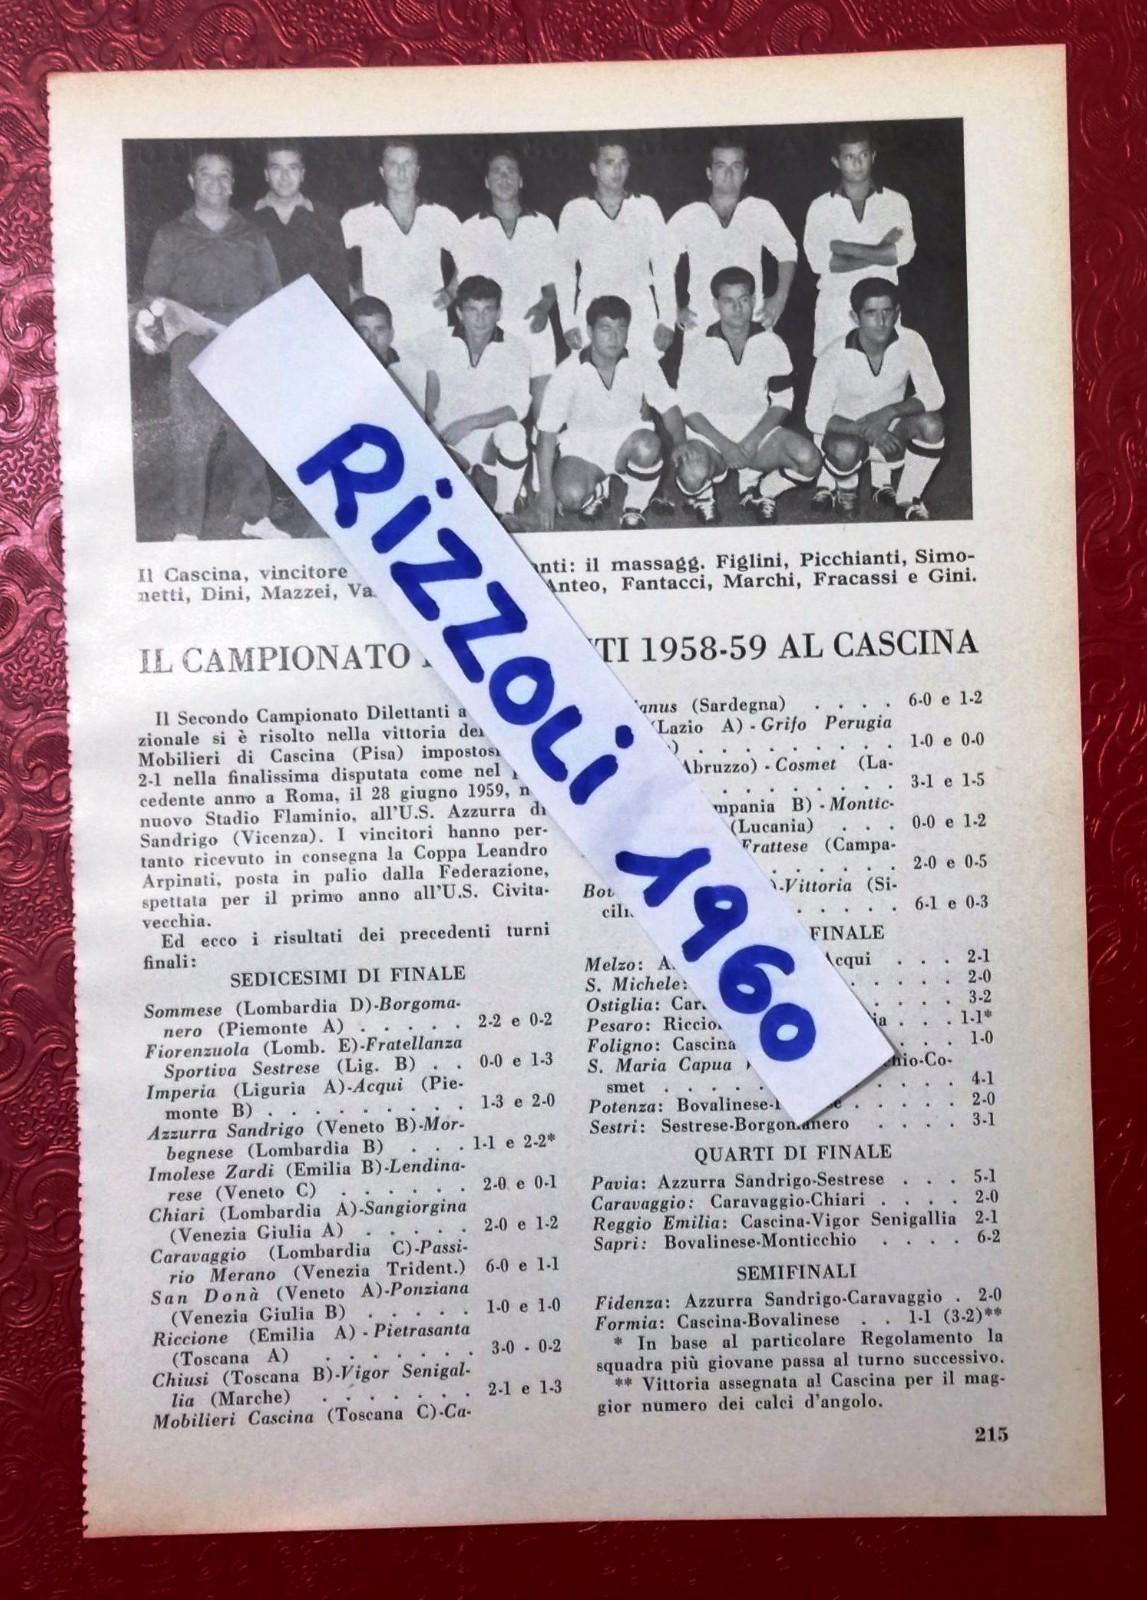 Il Cascina, vincitore anti: il massagg. Figlini, Picchianti, Simo-
netti, Dini, Mazzei, Va Anteo, Fantacci, Marchi, Fracassi e Gini.
RIZZOLI 1960
IL CAMPIONATO TI 1958-59 AL CASCINA
Il Secondo Campionato Dilettanti a
zionale si è risolto nella vittoria de
Mobilieri di Cascina (Pisa) impostos
2-1 nella finalissima disputata come nel
cedente anno a Roma, il 28 giugno 1959, n
nuovo Stadio Flaminio, all'U.S. Azzurra di
Sandrigo (Vicenza). I vincitori hanno per-
tanto ricevuto in consegna la Coppa Leandro
Arpinati, posta in palio dalla Federazione,
spettata per il primo anno all'U.S. Civita-
vecchia.
Ed ecco i risultati dei precedenti turni
finali:
SEDICESIMI DI FINALE
Sommese (Lombardia D)-Borgoma-
nero (Piemonte A) . . . . . 2-2 e 0-2
Fiorenzuola (Lomb. E)-Fratellanza
Sportiva Sestrese (Lig. B) . . 0-0 e 1-3
Imperia (Liguria A)-Acqui (Pie-
monte B) . . . . . . . . . 1-3 e 2-0
Azzurra Sandrigo (Veneto B)-Mor-
begnese (Lombardia B) . . . 1-1 e 2-2*
Imolese Zardi (Emilia B)-Lendina-
rese (Veneto C) . . . . . . 2-0 e 0-1
Chiari (Lombardia A)-Sangiorgina
(Venezia Giulia A) . . . . . 2-0 e 1-2
Caravaggio (Lombardia C)-Passi-
rio Merano (Venezia Trident.) 6-0 e 1-1
San Donà (Veneto A)-Ponziana
(Venezia Giulia B) . . . . . 1-0 e 1-0
Riccione (Emilia A) - Pietrasanta
(Toscana A) . . . . . . . 3-0 - 0-2
Chiusi (Toscana B)-Vigor Senigal-
lia (Marche) . . . . . . . 2-1 e 1-3
Mobilieri Cascina (Toscana C)-Ca-
ianus (Sardegna) . . . . 6-0 e 1-2
(Lazio A) - Grifo Perugia
) . . . . . . . . . 1-0 e 0-0
Abruzzo) - Cosmet (La-
. . . . . . . . 3-1 e 1-5
mpania B) - Montic-
(Lucania) . . . 0-0 e 1-2
Frattese (Campa-
. . . . . . 2-0 e 0-5
Bov )-Vittoria (Si-
cili . . . . . 6-1 e 0-3
FINALE
Melzo: A. Acqui . . . 2-1
S. Michele: . . . . . 2-0
Ostiglia: Car . . . . . 3-2
Pesaro: Riccio ia . . . 1-1*
Foligno: Cascina . . . 1-0
S. Maria Capua hio-Co-
smet . . . . . . . . . 4-1
Potenza: Bovalinese- e . . . . . 2-0
Sestri: Sestrese-Borgomanero . . . . 3-1
QUARTI DI FINALE
Pavia: Azzurra Sandrigo-Sestrese . . . 5-1
Caravaggio: Caravaggio-Chiari . . . . 2-0
Reggio Emilia: Cascina-Vigor Senigallia 2-1
Sapri: Bovalinese-Monticchio . . . . 6-2
SEMIFINALI
Fidenza: Azzurra Sandrigo-Caravaggio . 2-0
Formia: Cascina-Bovalinese . . 1-1 (3-2)**
* In base al particolare Regolamento la
squadra più giovane passa al turno successivo.
** Vittoria assegnata al Cascina per il mag-
gior numero dei calci d'angolo.
215